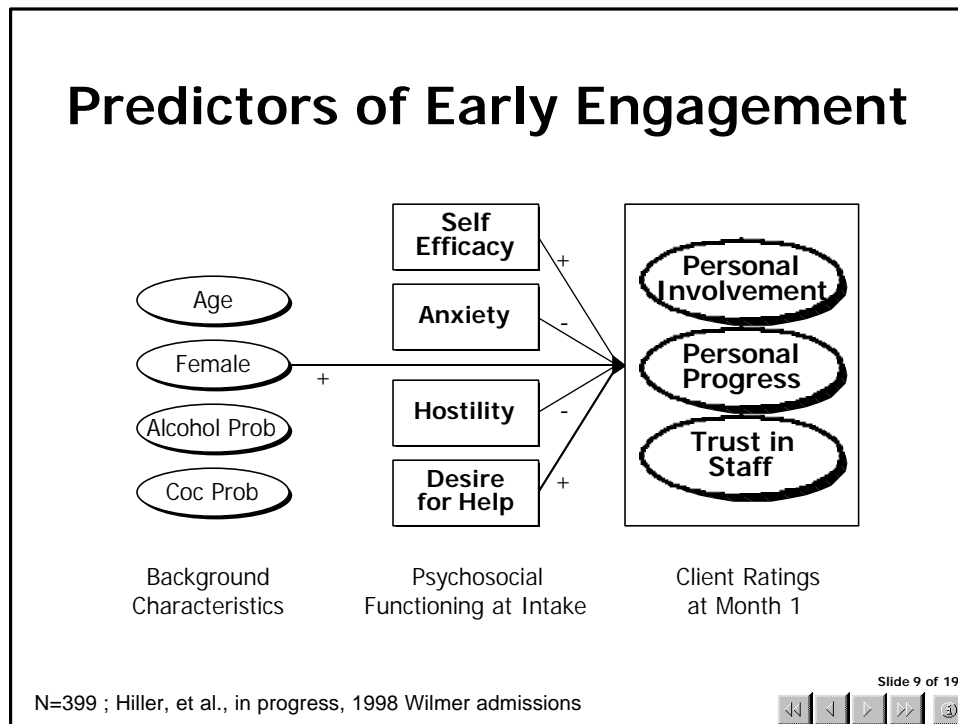 Predictors of Early Engagement
Age
Female
Alcohol Prob
Coc Prob
+
Self
Efficacy
Anxiety
Hostility
Desire
for Help
+
-
-
+
Personal
Involvement
Personal
Progress
Trust in
Staff
Background
Characteristics
Psychosocial
Functioning at Intake
Client Ratings
at Month 1
N=399 ; Hiller, et al., in progress, 1998 Wilmer admissions
Slide 9 of 19